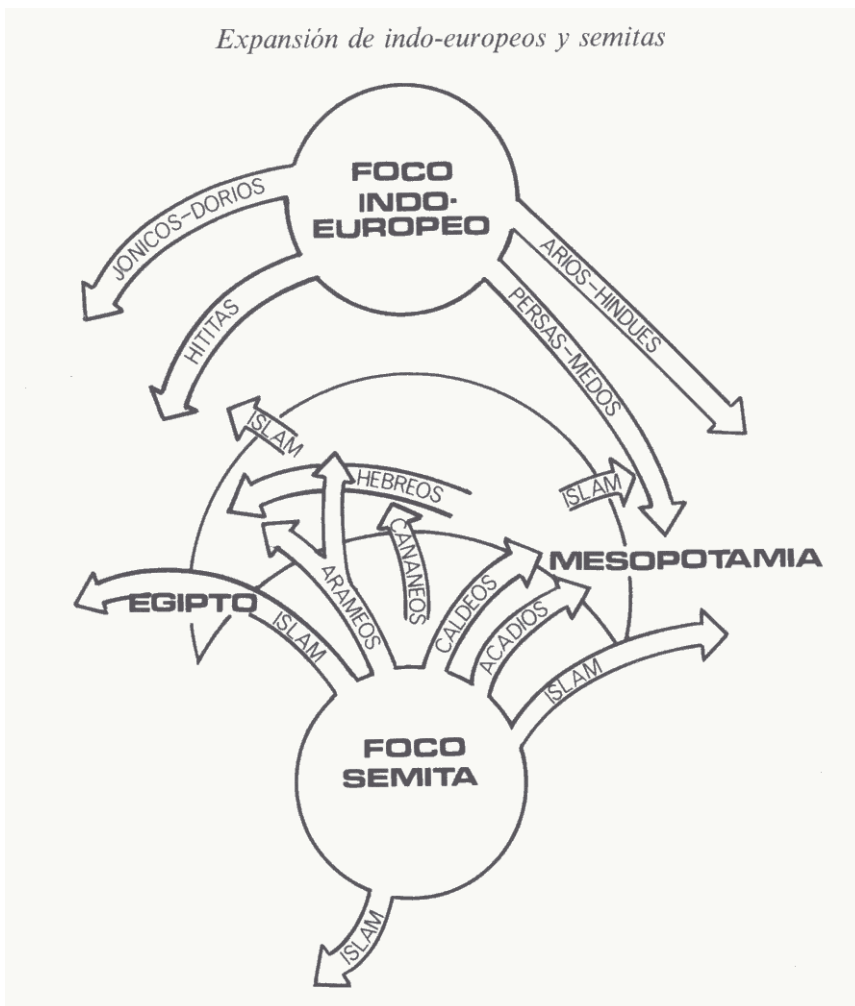 Expansión de indo-europeos y semitas
FOCO
INDO-
EUROPEO
JONICOS-DORIOS
HITITAS
ARIOS-HINDUES
PERSAS-MEDOS
ISLAM
HEBREOS
ISLAM
CANANEOS
MESOPOTAMIA
EGIPTO
ISLAM
ARAMEOS
CALDEOS
ACADIOS
ISLAM
FOCO
SEMITA
ISLAM